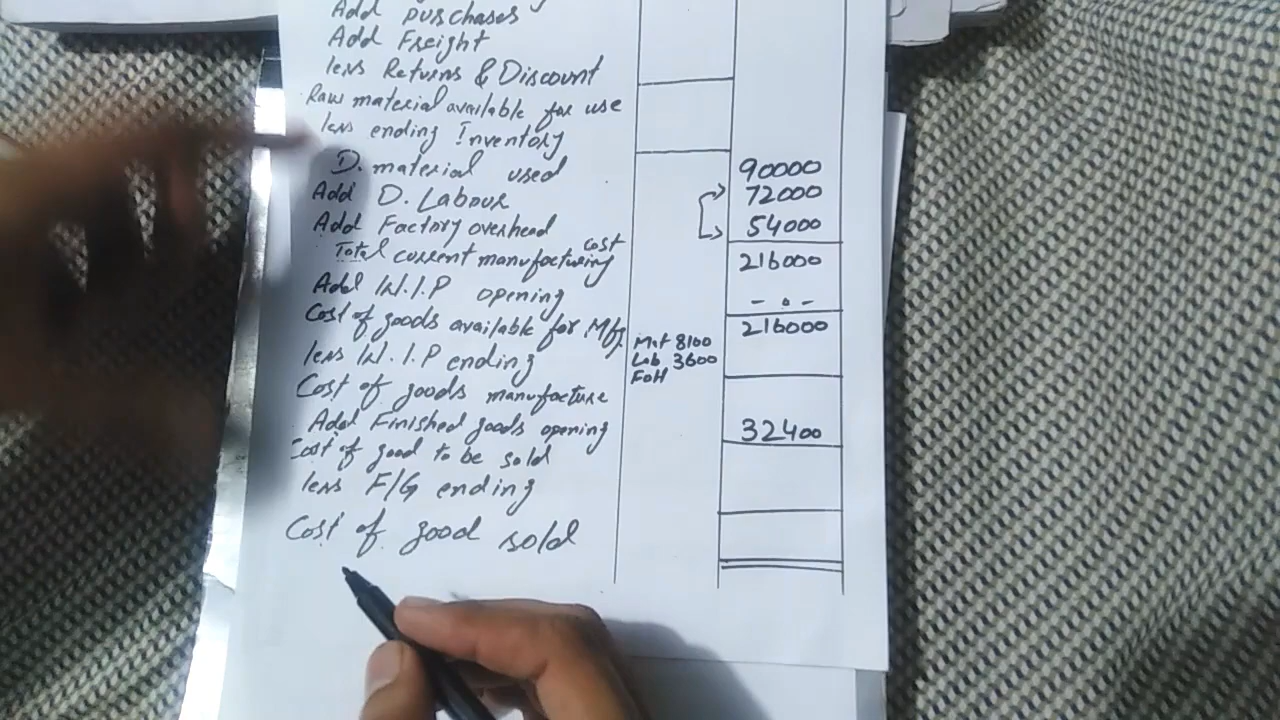 Add purchases
Add Freight
less Returns & Discount
Raw material available for use
less ending Inventory
D. material used 90000
Add D. Labour 72000
Add Factory overhead 54000
Total current manufacturing cost 216000
Add W.I.P opening - 0 -
Cost of goods available for Mfg. 216000
less W.I.P ending Mat 8100
Lab 3600
FoH
Cost of goods manufacture
Add Finished goods opening 32400
Cost of good to be sold
less F/G ending
Cost of good sold